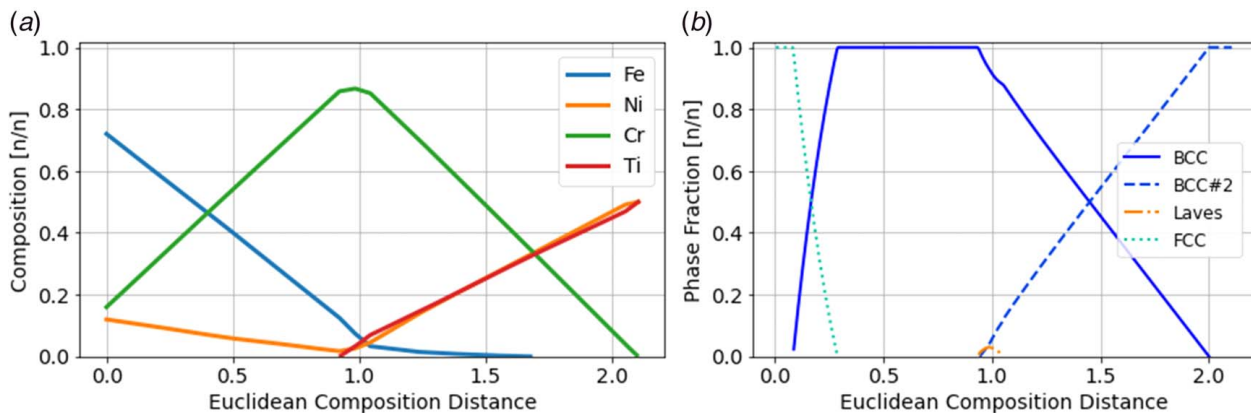 (a)
Composition [n/n]
1.0
0.8
0.6
0.4
0.2
0.0
Fe
Ni
Cr
Ti
0.0 0.5 1.0 1.5 2.0
Euclidean Composition Distance
(b)
Phase Fraction [n/n]
1.0
0.8
0.6
0.4
0.2
0.0
BCC
BCC#2
Laves
FCC
0.0 0.5 1.0 1.5 2.0
Euclidean Composition Distance